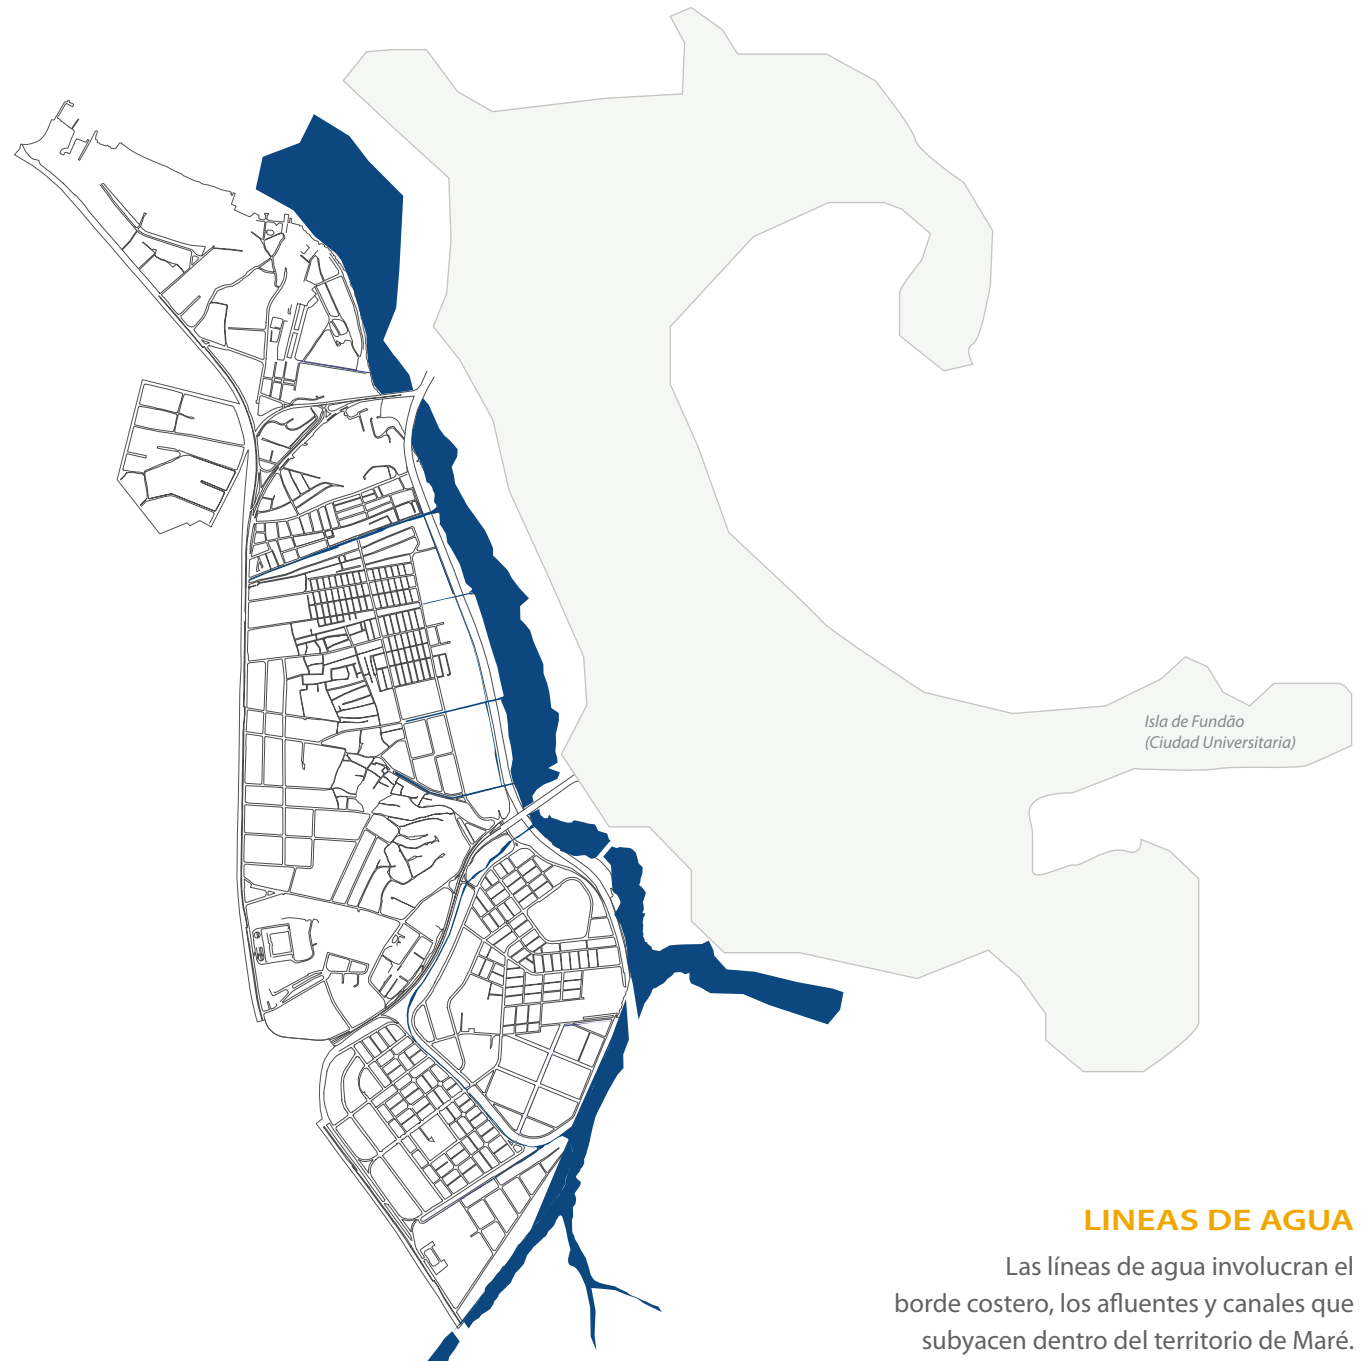 Isla de Fundão
(Ciudad Universitaria)
LINEAS DE AGUA
Las líneas de agua involucran el
borde costero, los afluentes y canales que
subyacen dentro del territorio de Maré.